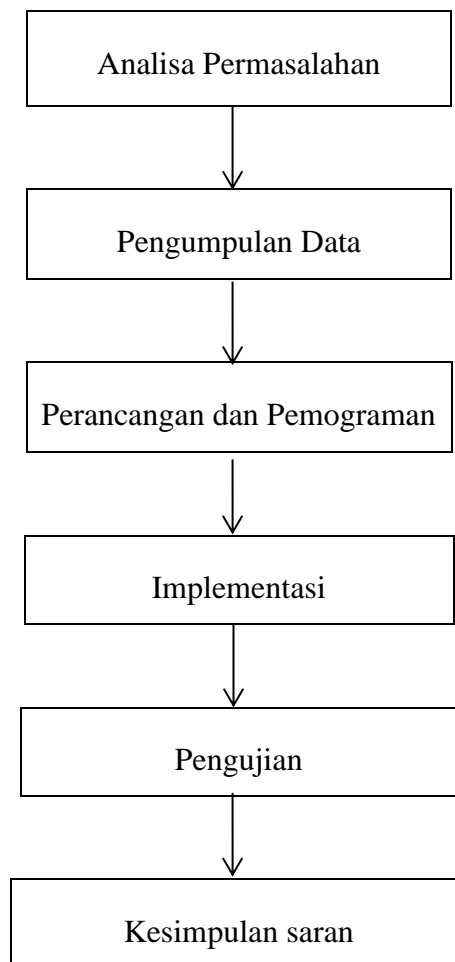 Analisa Permasalahan
Pengumpulan Data
Perancangan dan Pemograman
Implementasi
Pengujian
Kesimpulan saran